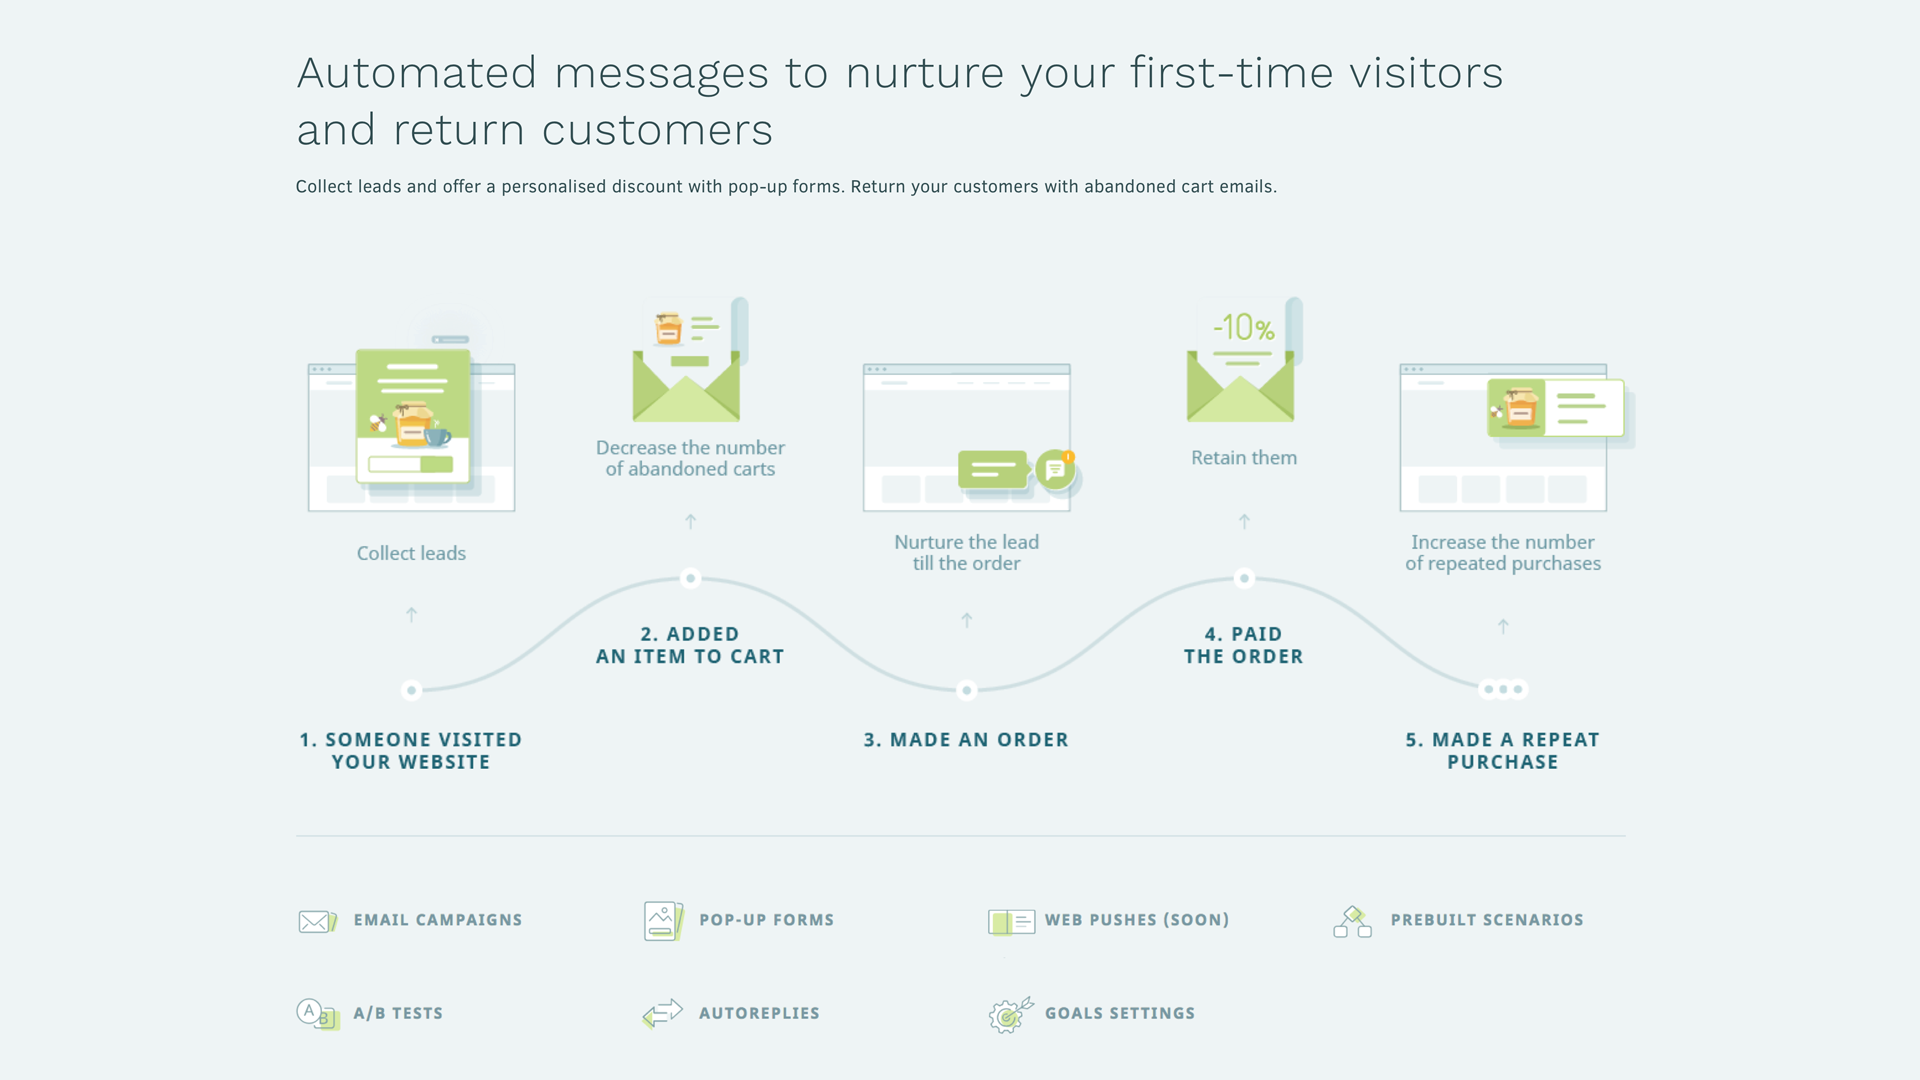 Automated messages to nurture your first-time visitors
and return customers
Collect leads and offer a personalised discount with pop-up forms. Return your customers with abandoned cart emails.
Collect leads
1. SOMEONE VISITED
YOUR WEBSITE
Decrease the number
of abandoned carts
2. ADDED
AN ITEM TO CART
Nurture the lead
till the order
3. MADE AN ORDER
-10%
Retain them
4. PAID
THE ORDER
Increase the number
of repeated purchases
5. MADE A REPEAT
PURCHASE
EMAIL CAMPAIGNS
POP-UP FORMS
WEB PUSHES (SOON)
PREBUILT SCENARIOS
A
B
A/B TESTS
AUTOREPLIES
GOALS SETTINGS